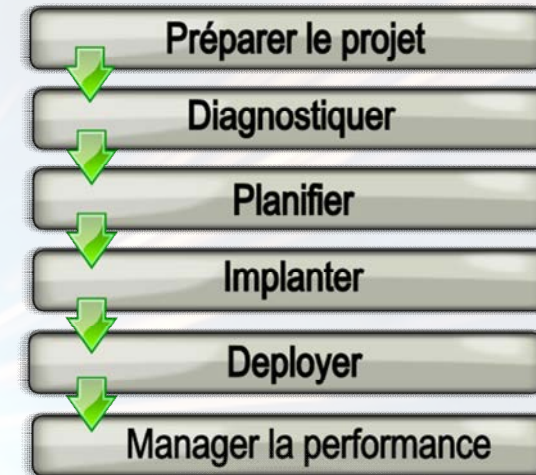 Préparer le projet
Diagnostiquer
Planifier
Implanter
Deployer
Manager la performance